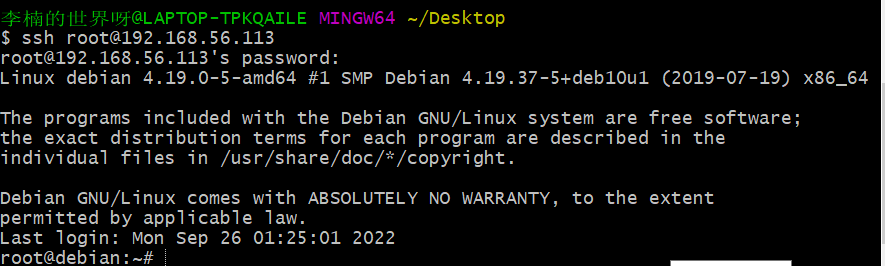 李楠的世界呀@LAPTOP-TPKQAILE MINGW64 ~/Desktop
$ ssh root@192.168.56.113
root@192.168.56.113's password:
Linux debian 4.19.0-5-amd64 #1 SMP Debian 4.19.37-5+deb10u1 (2019-07-19) x86_64

The programs included with the Debian GNU/Linux system are free software;
the exact distribution terms for each program are described in the
individual files in /usr/share/doc/*/copyright.

Debian GNU/Linux comes with ABSOLUTELY NO WARRANTY, to the extent
permitted by applicable law.
Last login: Mon Sep 26 01:25:01 2022
root@debian:~#